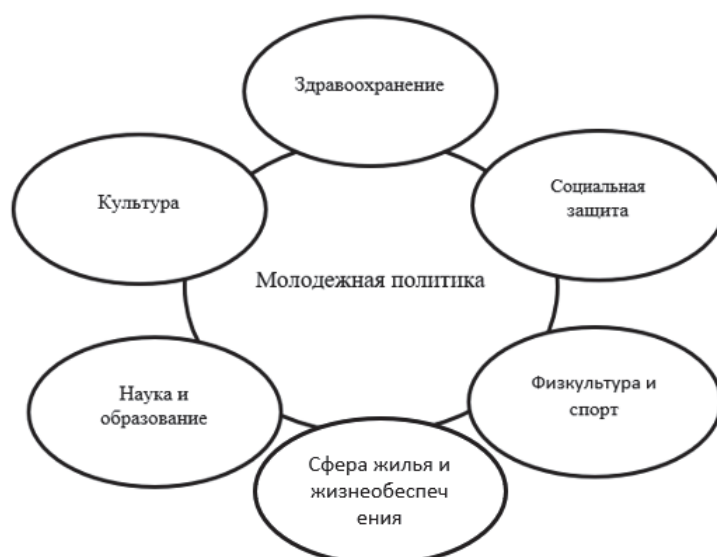 Здравоохранение
Культура
Социальная
защита
Молодежная политика
Наука и
образование
Физкультура и
спорт
Сфера жилья и
жизнеобеспеч
ения